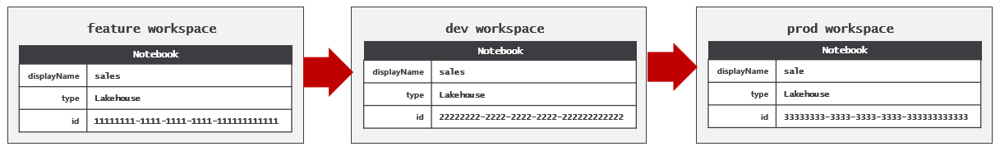 feature workspace
Notebook
displayName sales
type Lakehouse
id 11111111-1111-1111-1111-111111111111
dev workspace
Notebook
displayName sales
type Lakehouse
id 22222222-2222-2222-2222-222222222222
prod workspace
Notebook
displayName sale
type Lakehouse
id 33333333-3333-3333-3333-333333333333